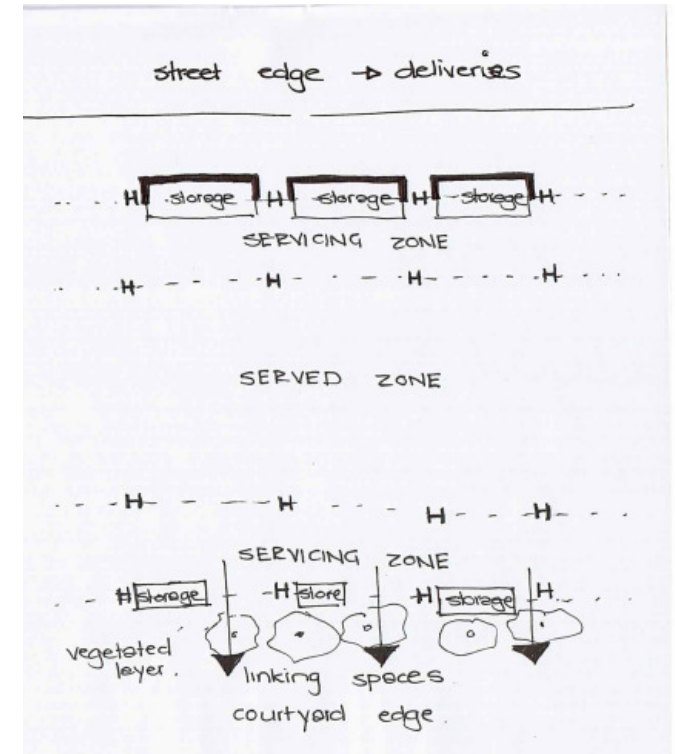 street edge → deliveries
H storage H storage H storage H
SERVICING ZONE
H H H H
SERVED ZONE
H H H H
SERVICING ZONE
H storage H store H storage H
vegetated
layer.
linking spaces
courtyard edge